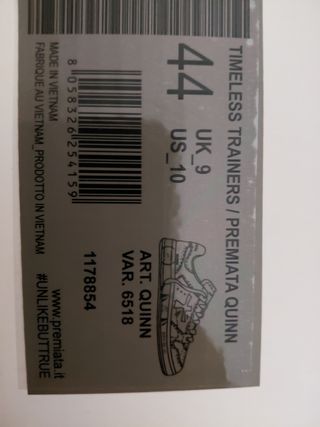 TIMELESS TRAINERS / PREMIATA QUINN
44
UK_9
US_10
8 058326 254159
MADE IN VIETNAM
FABRIQUE AU VIETNAM_PRODOTTO IN VIETNAM
ART. QUINN
VAR. 6518
1178854
www.premiata.it
#UNLIKEBUTTRUE